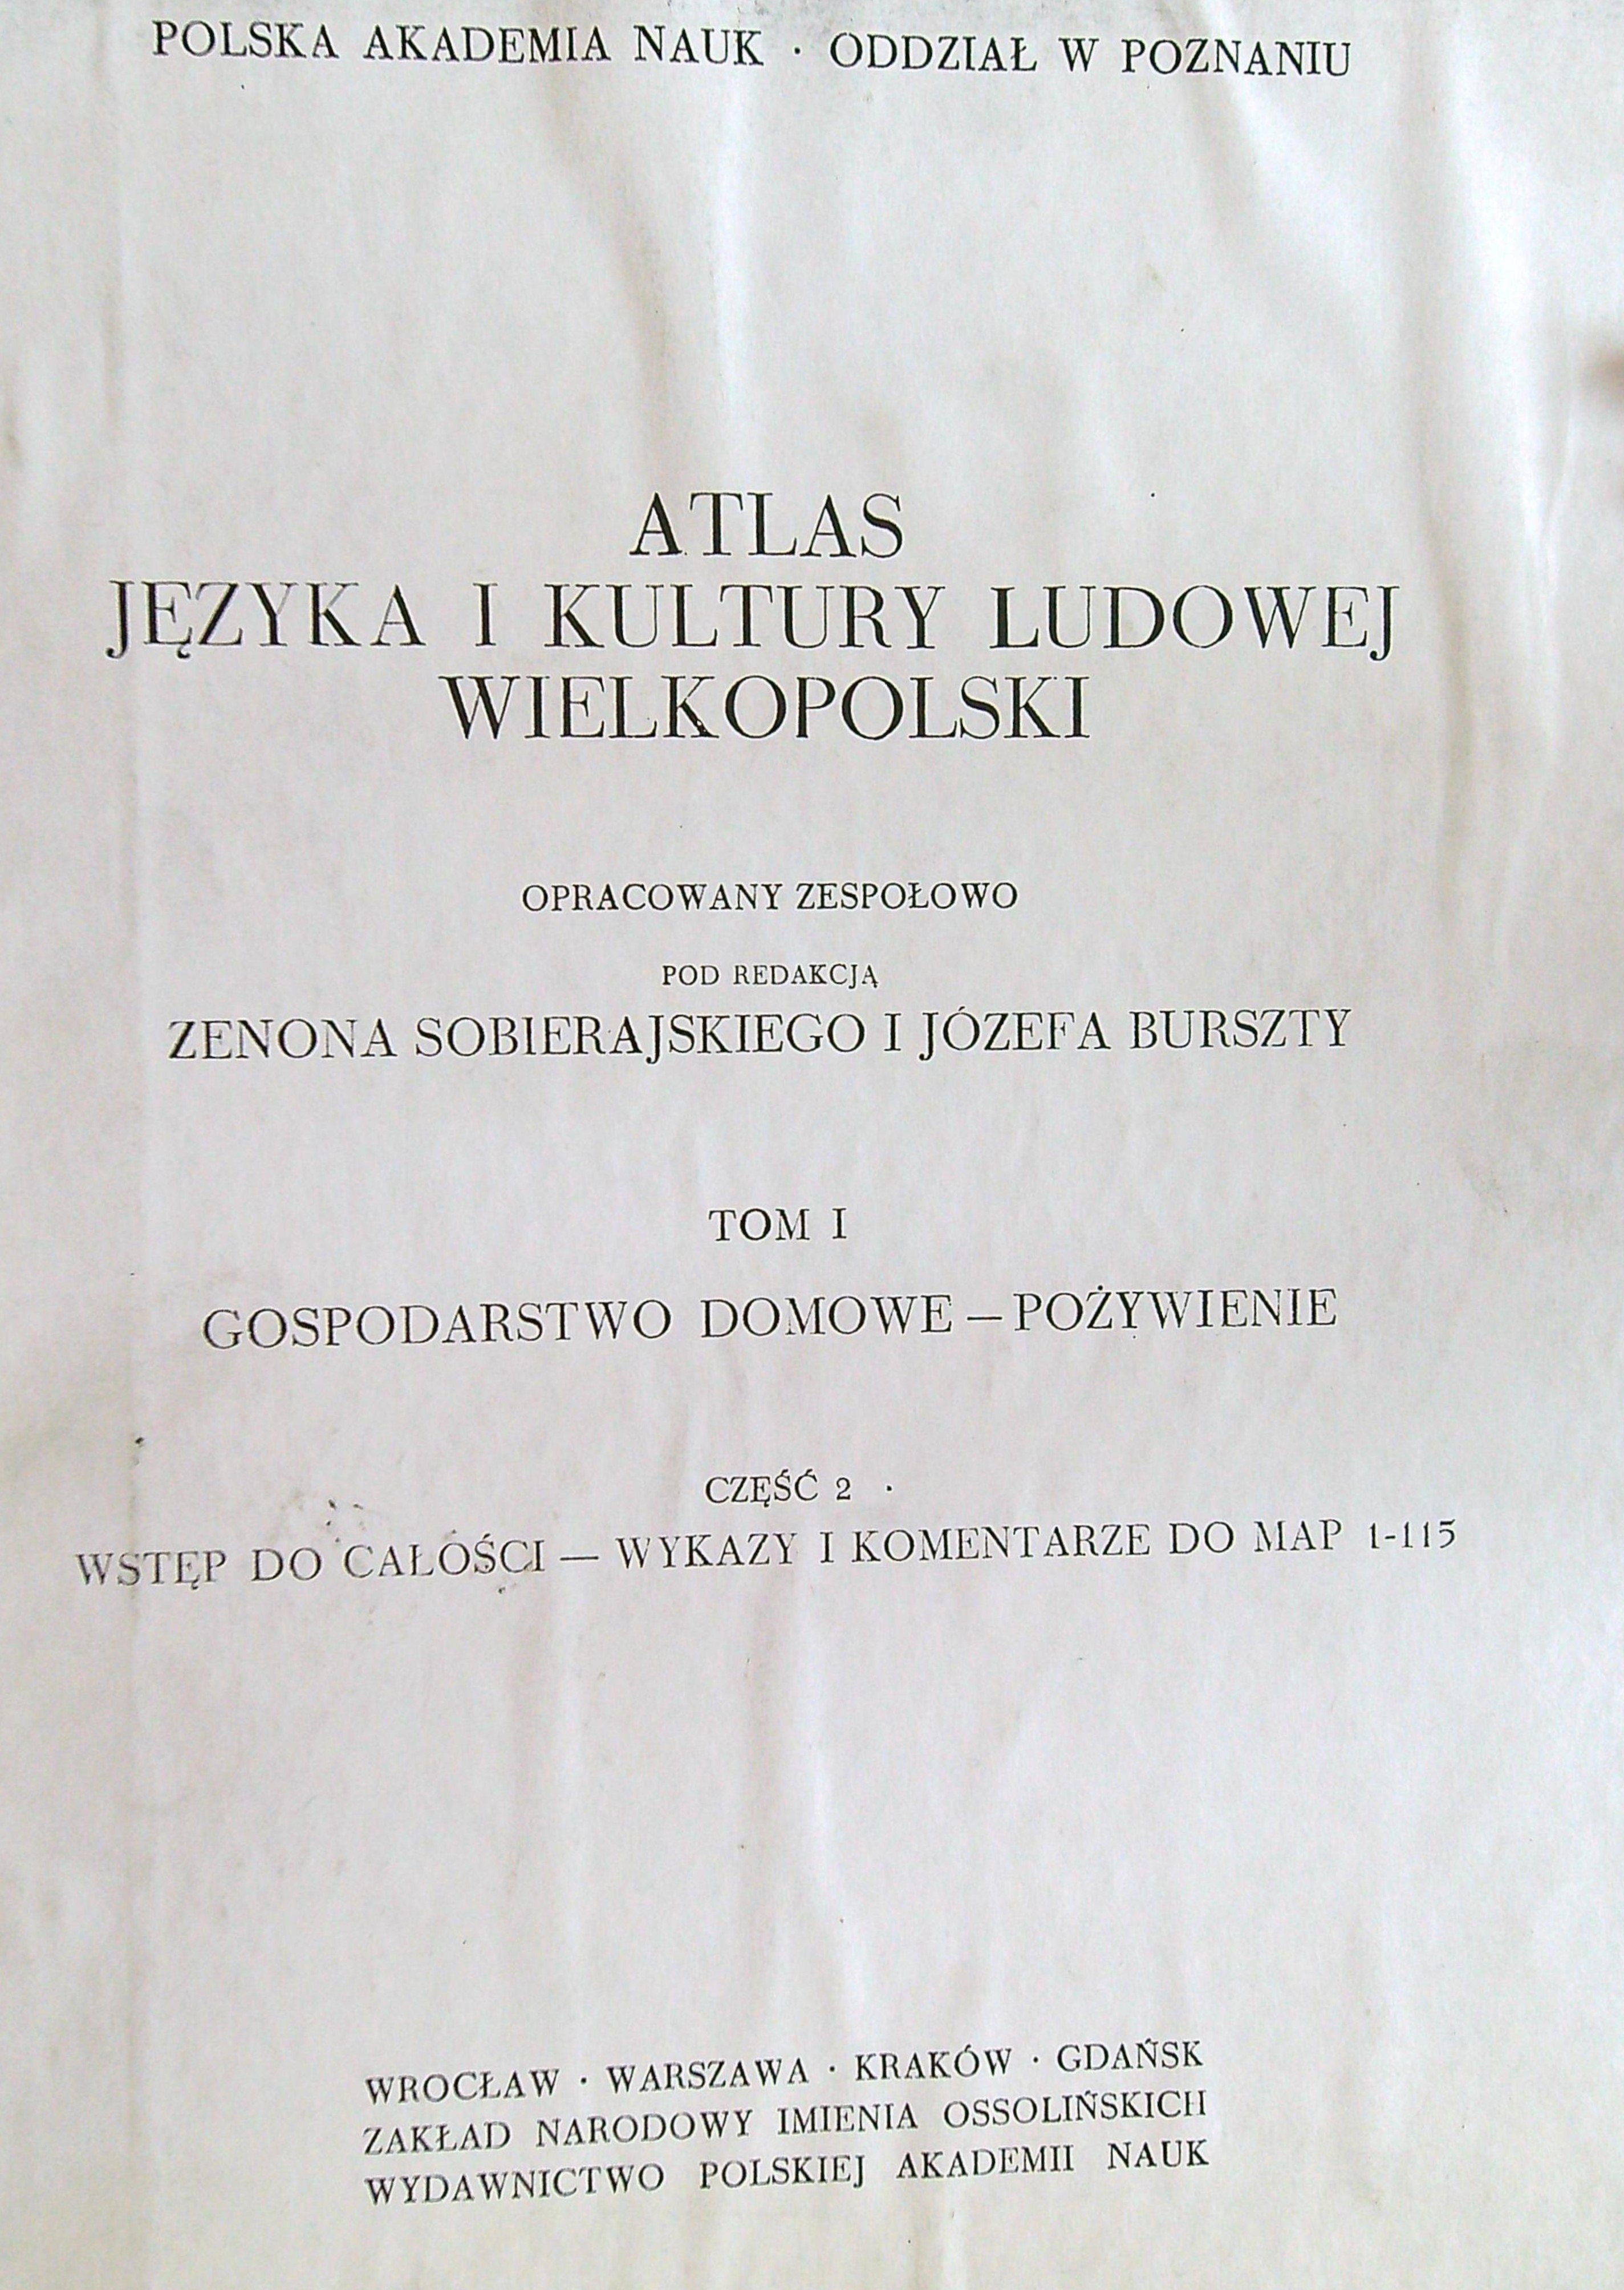 POLSKA AKADEMIA NAUK · ODDZIAŁ W POZNANIU
ATLAS
JĘZYKA I KULTURY LUDOWEJ
WIELKOPOLSKI
OPRACOWANY ZESPOŁOWO
POD REDAKCJĄ
ZENONA SOBIERAJSKIEGO I JÓZEFA BURSZTY
TOM I
GOSPODARSTWO DOMOWE – POŻYWIENIE
CZĘŚĆ 2
WSTĘP DO CAŁOŚCI — WYKAZY I KOMENTARZE DO MAP 1-115
WROCŁAW · WARSZAWA · KRAKÓW · GDAŃSK
ZAKŁAD NARODOWY IMIENIA OSSOLIŃSKICH
WYDAWNICTWO POLSKIEJ AKADEMII NAUK